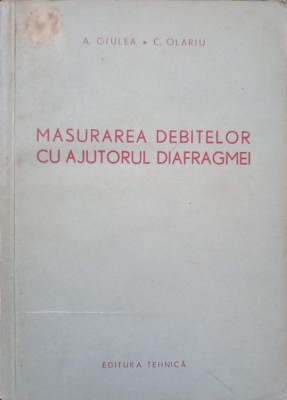 A. GIULEA ★ C. OLARIU
MASURAREA DEBITELOR
CU AJUTORUL DIAFRAGMEI
EDITURA TEHNICĂ